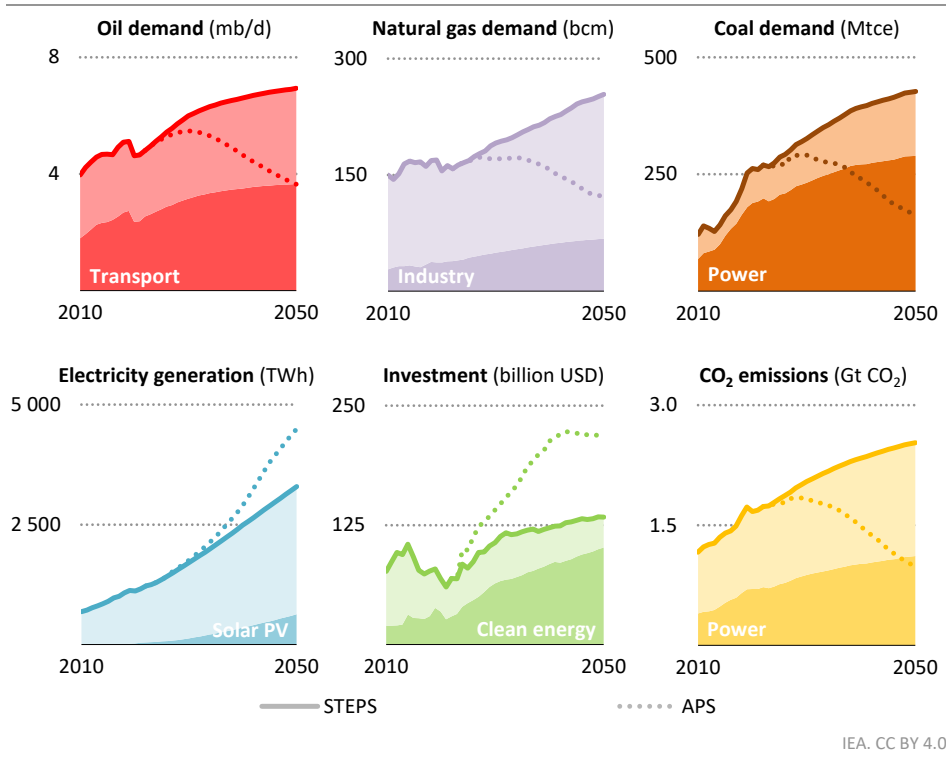 Oil demand (mb/d)
Natural gas demand (bcm)
Coal demand (Mtce)
8
300
500
4
150
250
Transport
Industry
Power
2010
2050
2010
2050
2010
2050
Electricity generation (TWh)
Investment (billion USD)
CO₂ emissions (Gt CO₂)
5 000
250
3.0
2 500
125
1.5
Solar PV
Clean energy
Power
2010
2050
2010
2050
2010
2050
STEPS
APS
IEA. CC BY 4.0